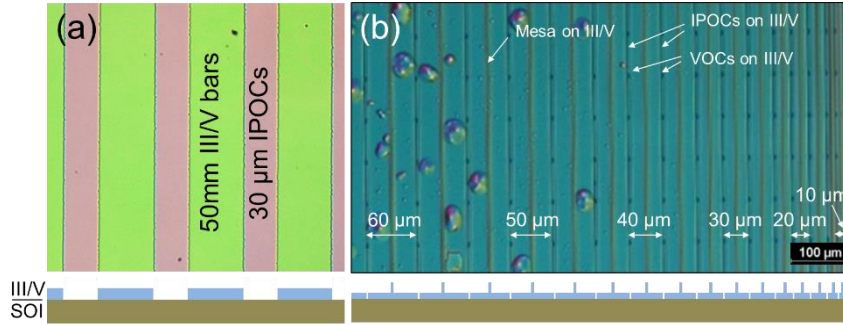 (a)
50mm III/V bars
30 µm IPOCs
III/V
SOI
(b)
Mesa on III/V
IPOCs on III/V
VOCs on III/V
60 µm
50 µm
40 µm
30 µm
20 µm
10 µm
100 µm